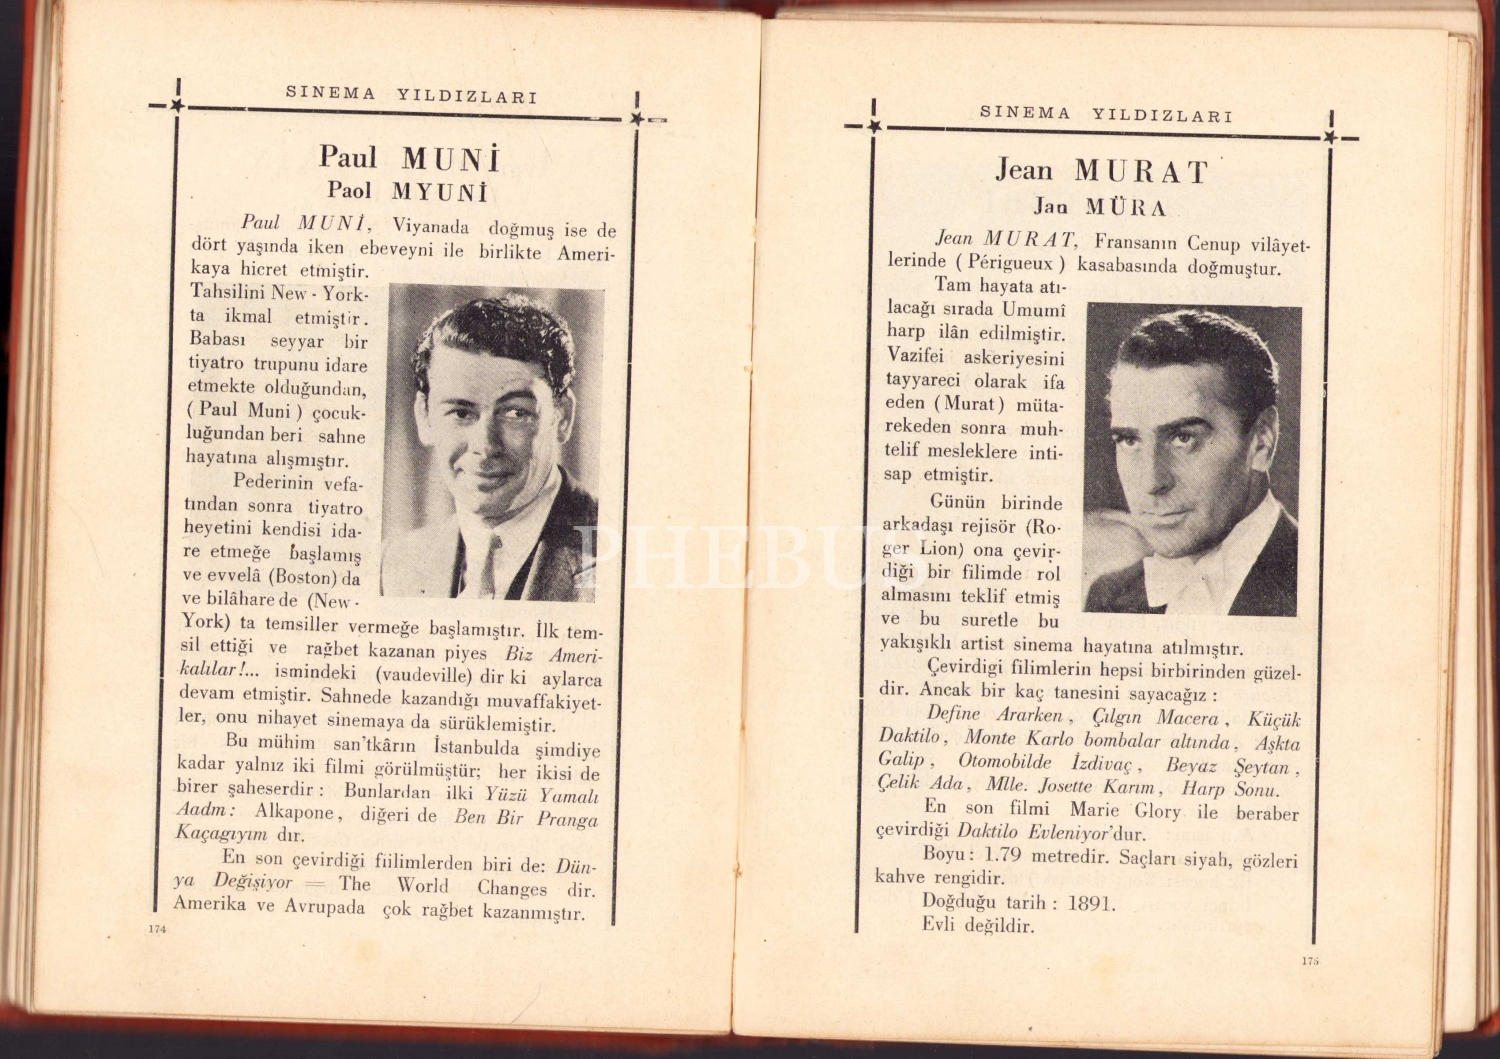 SINEMA YILDIZLARI
Paul MUNİ
Paol MYUNİ
Paul MUNİ, Viyanada doğmuş ise de
dört yaşında iken ebeveyni ile birlikte Ameri-
kaya hicret etmiştir.
Tahsilini New - York-
ta ikmal etmiştir.
Babası seyyar bir
tiyatro trupunu idare
etmekte olduğundan,
( Paul Muni ) çocuk-
luğundan beri sahne
hayatına alışmıştır.
Pederinin vefa-
tından sonra tiyatro
heyetini kendisi ida-
re etmeğe başlamış
ve evvelâ (Boston) da
ve bilâhare de (New -
York) ta temsiller vermeğe başlamıştır. İlk tem-
sil ettiği ve rağbet kazanan piyes Biz Ameri-
kalılar!... ismindeki (vaudeville) dir ki aylarca
devam etmiştir. Sahnede kazandığı muvaffakiyet-
ler, onu nihayet sinemaya da sürüklemiştir.
Bu mühim san'tkârın İstanbulda şimdiye
kadar yalnız iki filmi görülmüştür; her ikisi de
birer şaheserdir : Bunlardan ilki Yüzü Yamalı
Aadm : Alkapone, diğeri de Ben Bir Pranga
Kaçagıyım dır.
En son çevirdiği fiilimlerden biri de: Dün-
ya Değişiyor = The World Changes dir.
Amerika ve Avrupada çok rağbet kazanmıştır.
174
SINEMA YILDIZLARI
Jean MURAT
Jan MÜRA
Jean MURAT, Fransanın Cenup vilâyet-
lerinde ( Périgueux ) kasabasında doğmuştur.
Tam hayata atı-
lacağı sırada Umumî
harp ilân edilmiştir.
Vazifei askeriyesini
tayyareci olarak ifa
eden ( Murat ) müta-
rekeden sonra muh-
telif mesleklere inti-
sap etmiştir.
Günün birinde
arkadaşı rejisör (Ro-
ger Lion) ona çevir-
diği bir filimde rol
almasını teklif etmiş
ve bu suretle bu
yakışıklı artist sinema hayatına atılmıştır.
Çevirdigi filimlerin hepsi birbirinden güzel-
dir. Ancak bir kaç tanesini sayacağız :
Define Ararken, Çılgın Macera, Küçük
Daktilo, Monte Karlo bombalar altında, Aşkta
Galip, Otomobilde İzdivaç, Beyaz Şeytan,
Çelik Ada, Mlle. Josette Karım, Harp Sonu.
En son filmi Marie Glory ile beraber
çevirdiği Daktilo Evleniyor'dur.
Boyu : 1.79 metredir. Saçları siyah, gözleri
kahve rengidir.
Doğduğu tarih : 1891.
Evli değildir.
175
PHEBUS